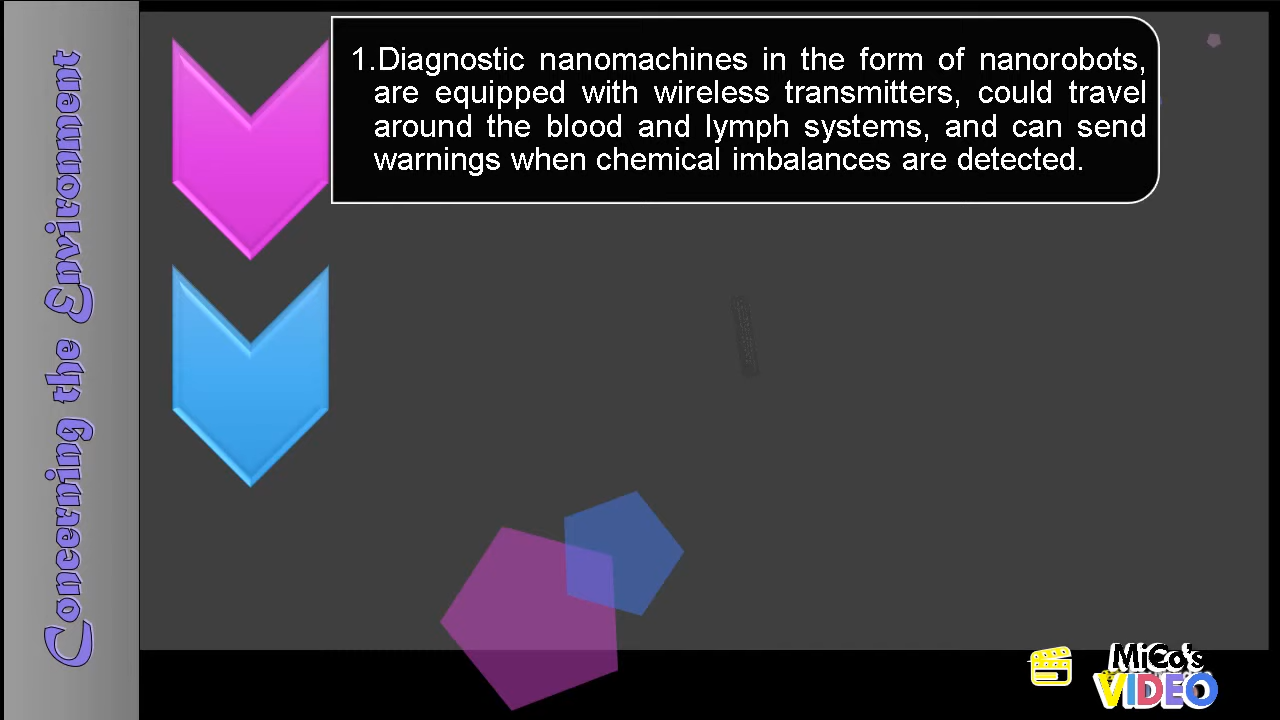 Concerning the Environment
1.Diagnostic nanomachines in the form of nanorobots,
are equipped with wireless transmitters, could travel
around the blood and lymph systems, and can send
warnings when chemical imbalances are detected.
MiCo's
VIDEO